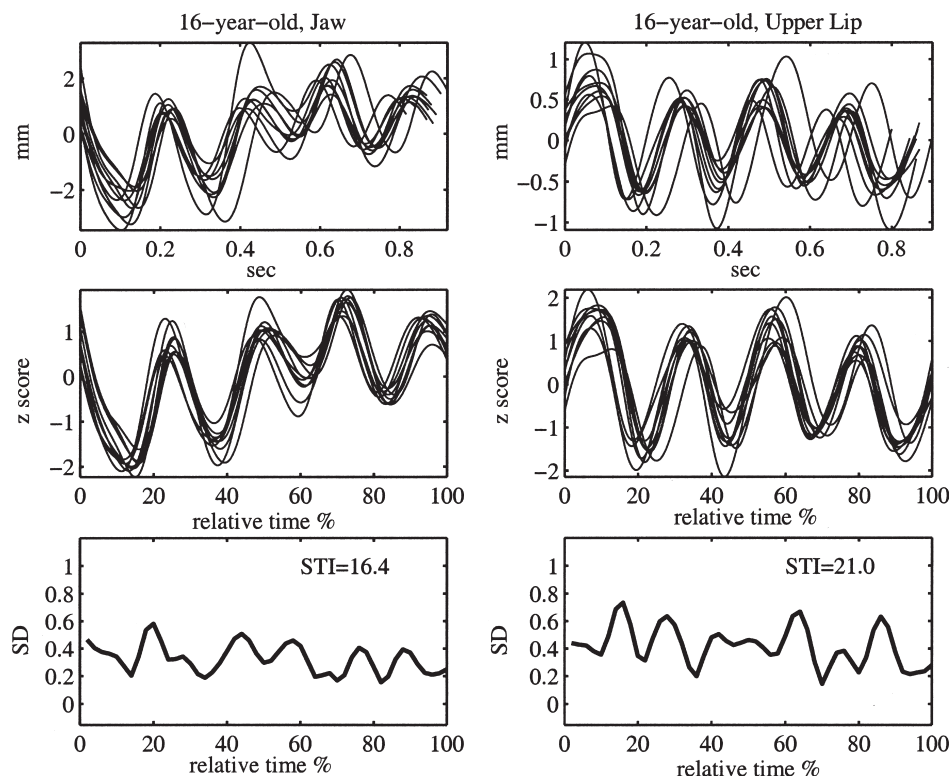 16−year−old, Jaw
16−year−old, Upper Lip
mm
2
0
−2
0 0.2 0.4 0.6 0.8
sec
mm
1
0.5
0
−0.5
−1
0 0.2 0.4 0.6 0.8
sec
z score
1
0
−1
−2
0 20 40 60 80 100
relative time %
z score
2
1
0
−1
−2
0 20 40 60 80 100
relative time %
STI=16.4
SD
1
0.8
0.6
0.4
0.2
0
0 20 40 60 80 100
relative time %
STI=21.0
SD
1
0.8
0.6
0.4
0.2
0
0 20 40 60 80 100
relative time %